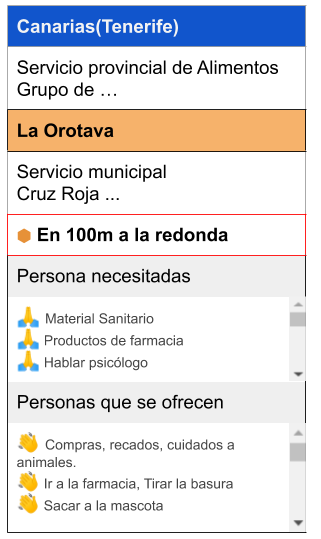 Canarias(Tenerife)
Servicio provincial de Alimentos
Grupo de …
La Orotava
Servicio municipal
Cruz Roja ...
En 100m a la redonda
Persona necesitadas
Material Sanitario
Productos de farmacia
Hablar psicólogo
Personas que se ofrecen
Compras, recados, cuidados a
animales.
Ir a la farmacia, Tirar la basura
Sacar a la mascota